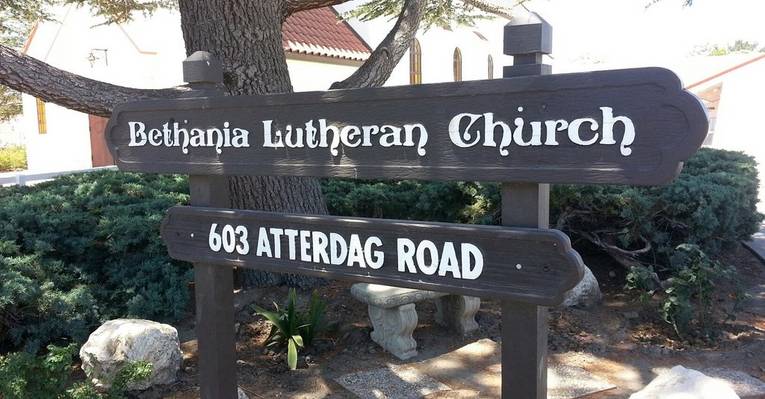 Bethania Lutheran Church
603 ATTERDAG ROAD